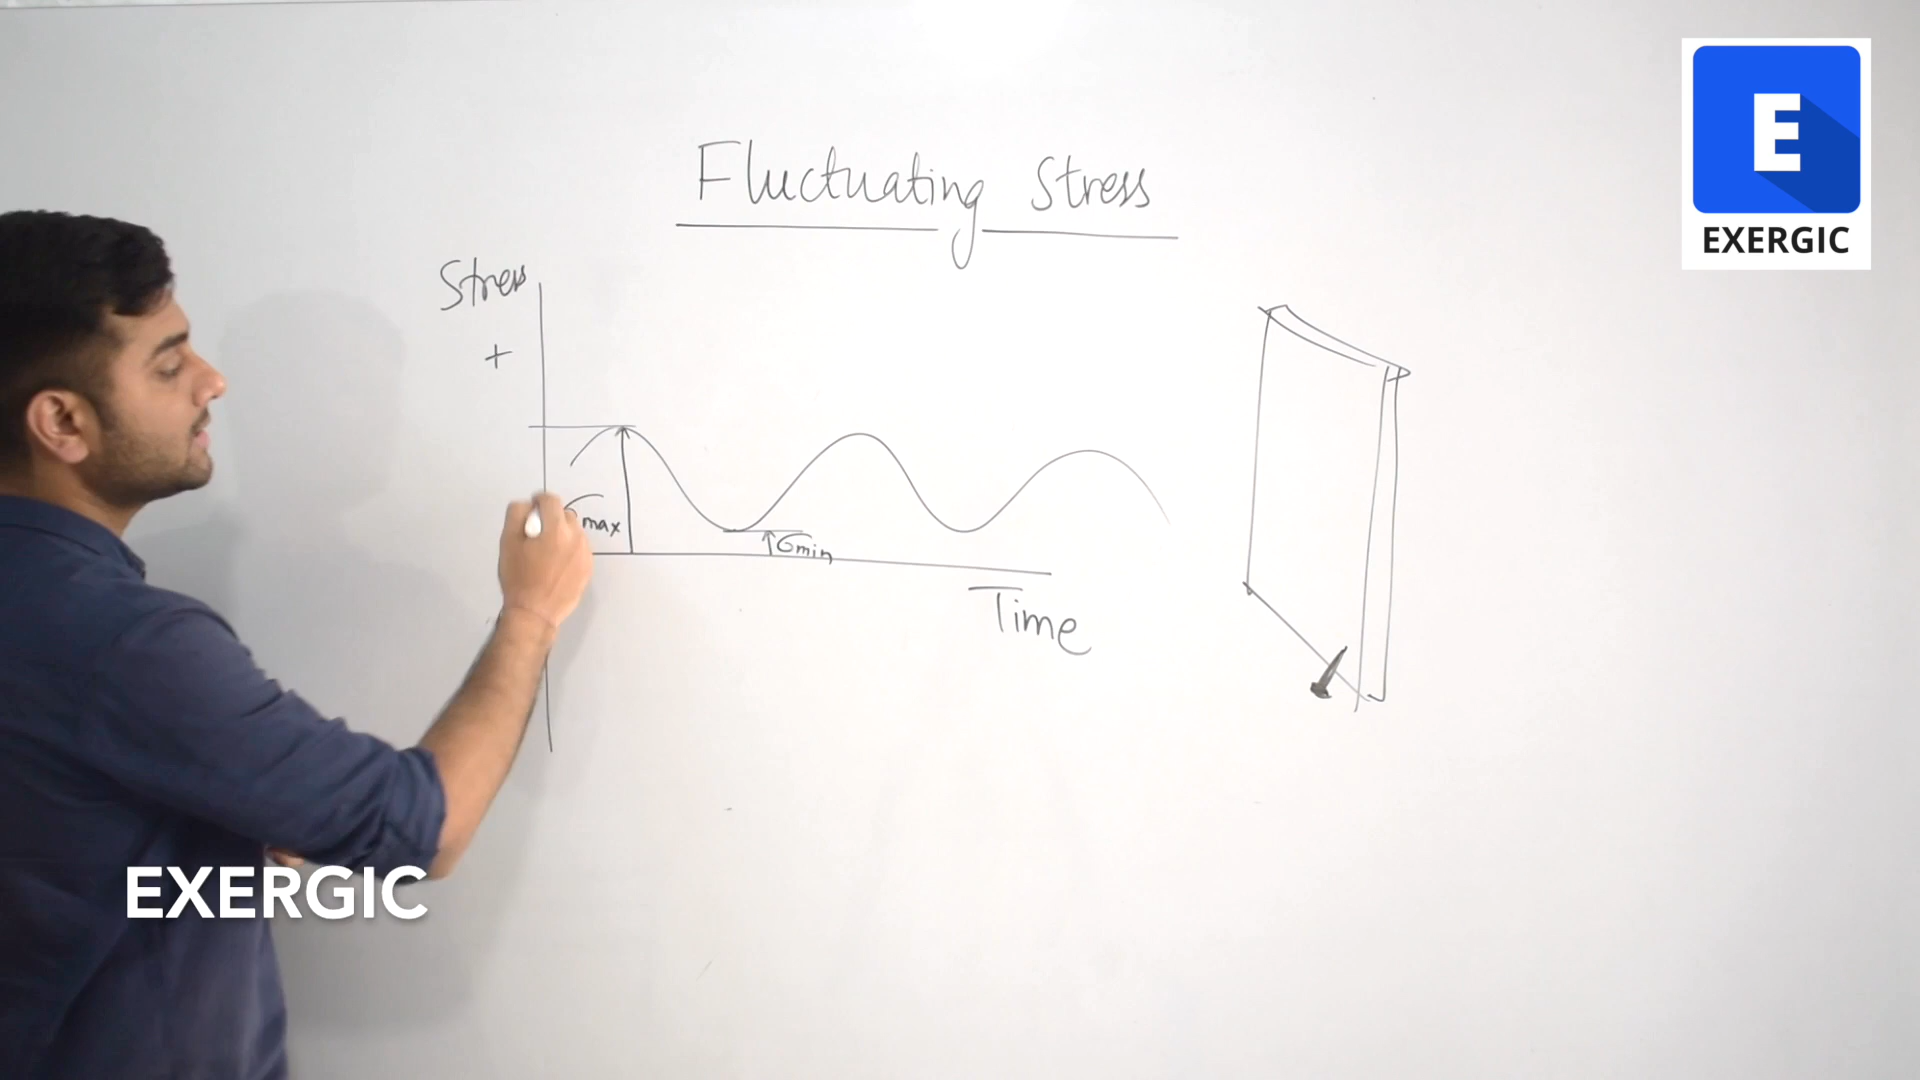 Fluctuating Stress
Stress
+
σmax
σmin
Time
E
EXERGIC
EXERGIC